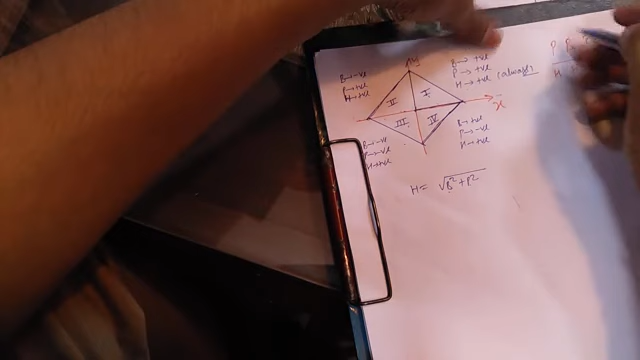 y
B → +ve
P → +ve
H → +ve (always)
B → -ve
P → +ve
H → +ve
II
I
III
IV
x
B → -ve
P → -ve
H → +ve
B → +ve
P → -ve
H → +ve
H = √B² + P²
P
H